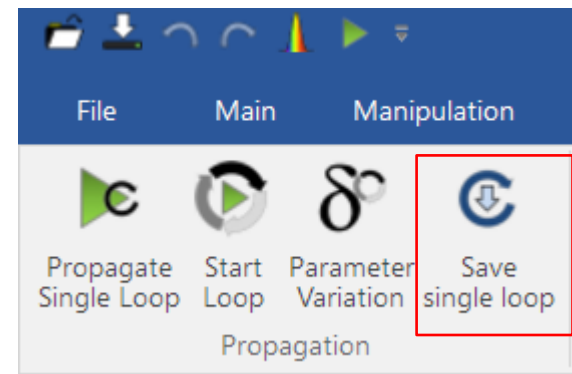 File Main Manipulation
Propagate Start Parameter Save
Single Loop Loop Variation single loop
Propagation